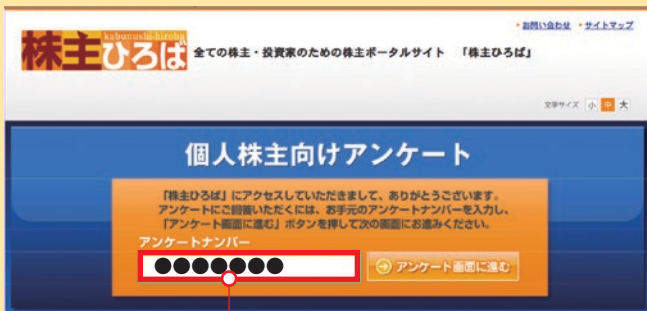 ・お問い合わせ ・サイトマップ
kabunushi-hiroba
株主ひろば 全ての株主・投資家のための株主ポータルサイト 「株主ひろば」
文字サイズ 小 中 大
個人株主向けアンケート
「株主ひろば」にアクセスしていただきまして、ありがとうございます。
アンケートにご回答いただくには、お手元のアンケートナンバーを入力し、
「アンケート画面に進む」ボタンを押して次の画面にお進みください。
アンケートナンバー
●●●●●●● アンケート画面に進む